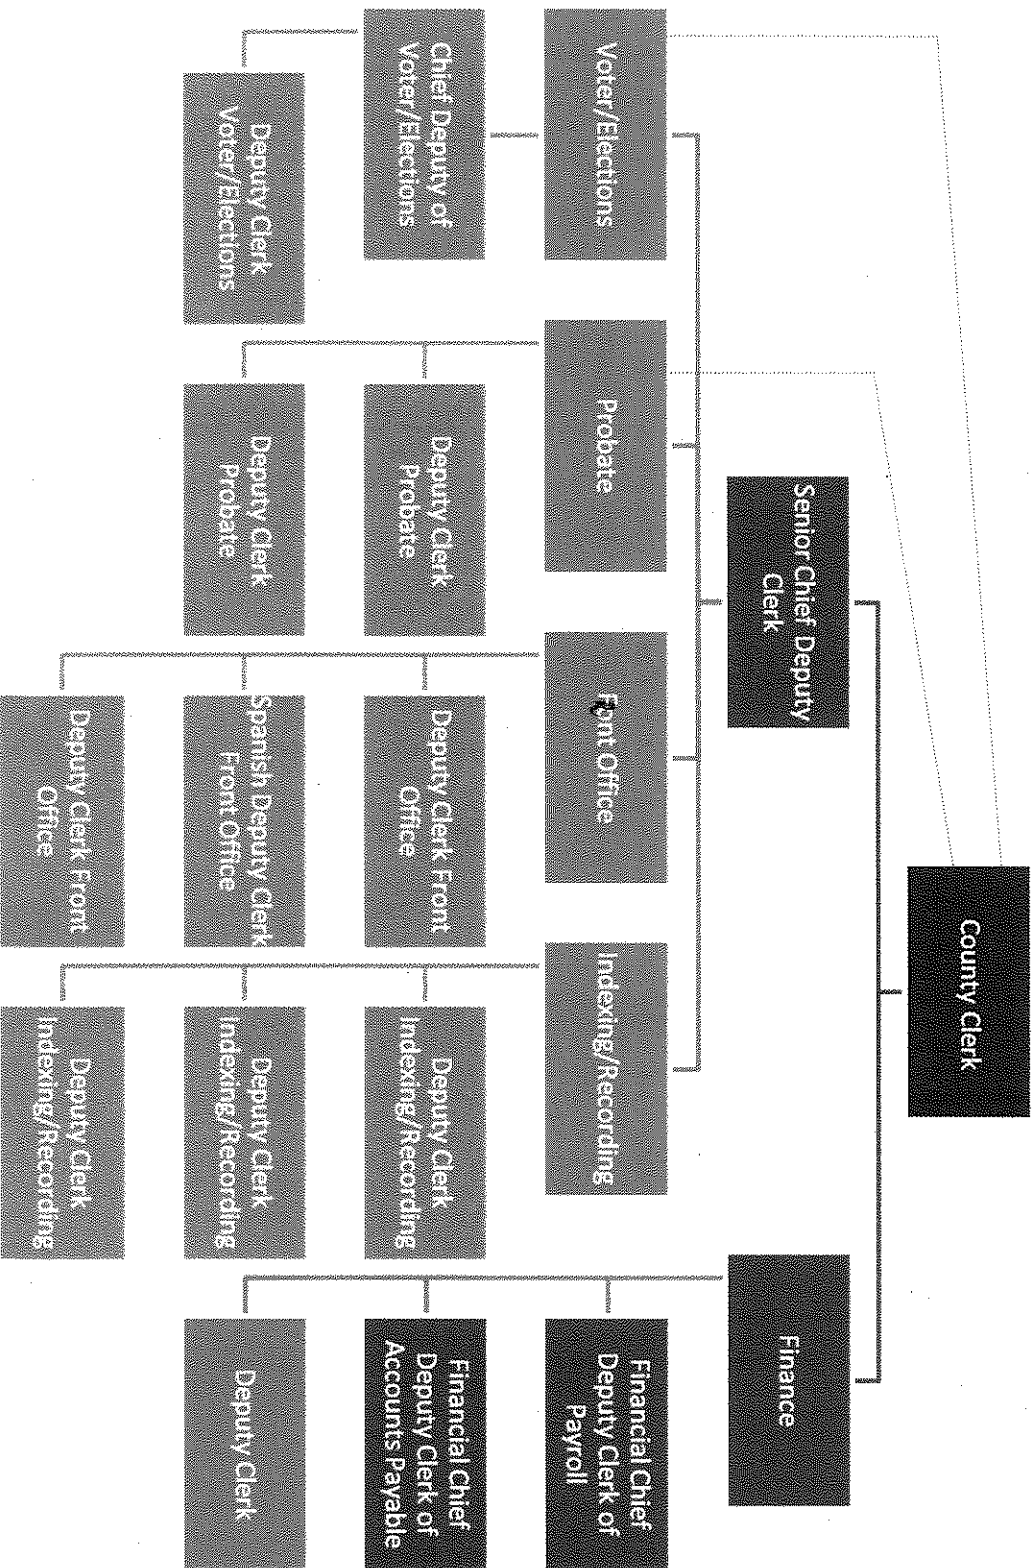 County Clerk
Senior Chief Deputy
Clerk
Finance
Voter/Elections
Probate
Font Office
Indexing/Recording
Financial Chief
Deputy Clerk of
Payroll
Chief Deputy of
Voter/Elections
Deputy Clerk
Probate
Deputy Clerk Front
Office
Deputy Clerk
Indexing/Recording
Financial Chief
Deputy Clerk of
Accounts Payable
Deputy Clerk
Voter/Elections
Deputy Clerk
Probate
Spanish Deputy Clerk
Front Office
Deputy Clerk
Indexing/Recording
Deputy Clerk
Deputy Clerk Front
Office
Deputy Clerk
Indexing/Recording